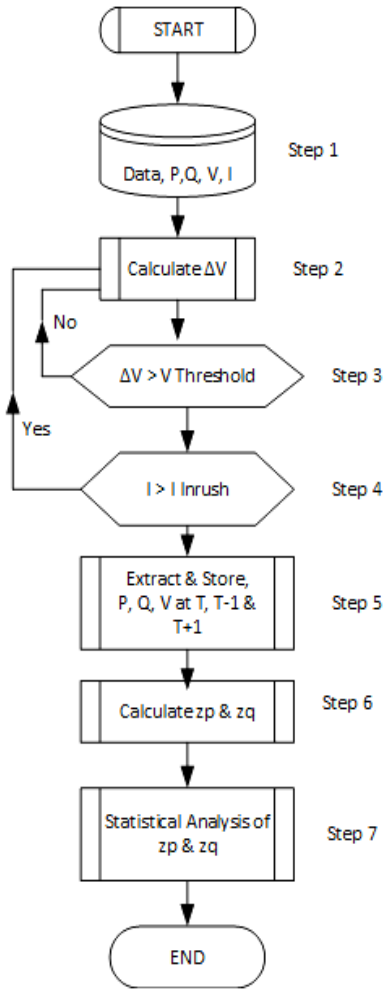 START
Data, P,Q, V, I
Step 1
Calculate ΔV
Step 2
No
ΔV > V Threshold
Step 3
Yes
I > I Inrush
Step 4
Extract & Store,
P, Q, V at T, T-1 &
T+1
Step 5
Calculate zp & zq
Step 6
Statistical Analysis of
zp & zq
Step 7
END